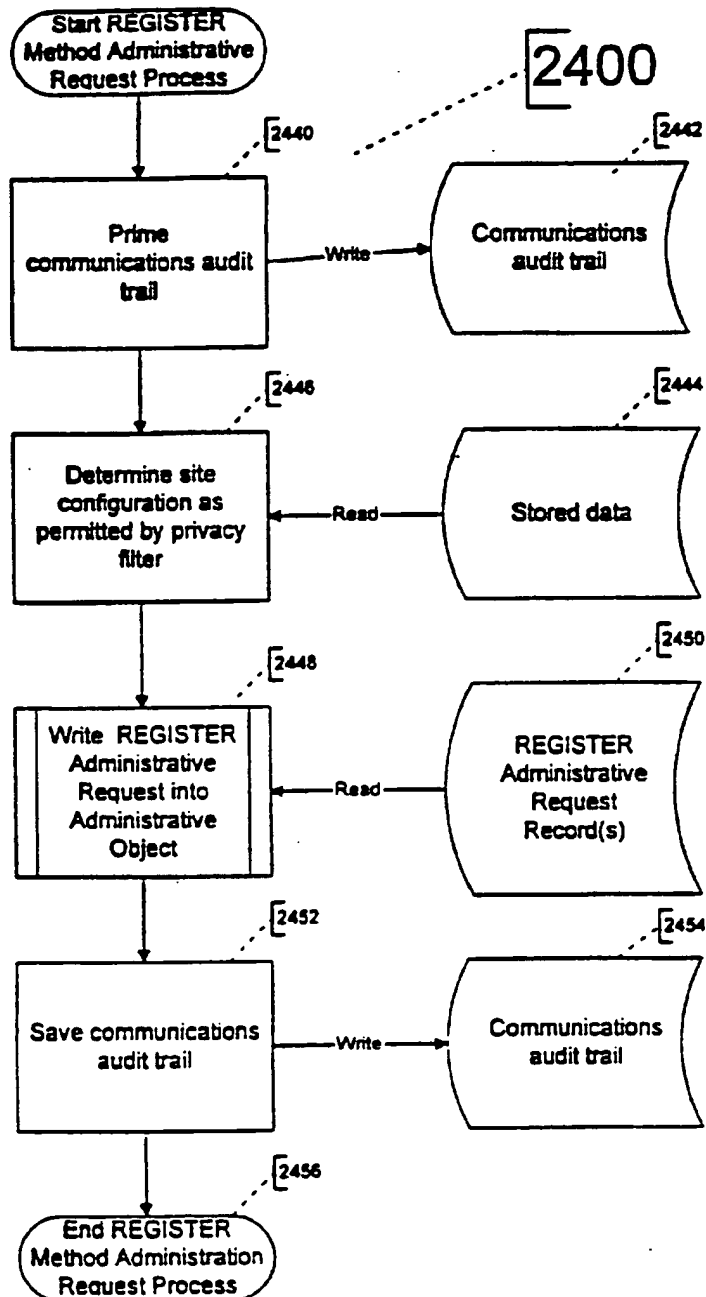 Start REGISTER
Method Administrative
Request Process
2400
2440
2442
Prime
communications audit
trail
Write
Communications
audit trail
2446
2444
Determine site
configuration as
permitted by privacy
filter
Read
Stored data
2448
2450
Write REGISTER
Administrative
Request into
Administrative
Object
Read
REGISTER
Administrative
Request
Record(s)
2452
2454
Save communications
audit trail
Write
Communications
audit trail
2456
End REGISTER
Method Administration
Request Process